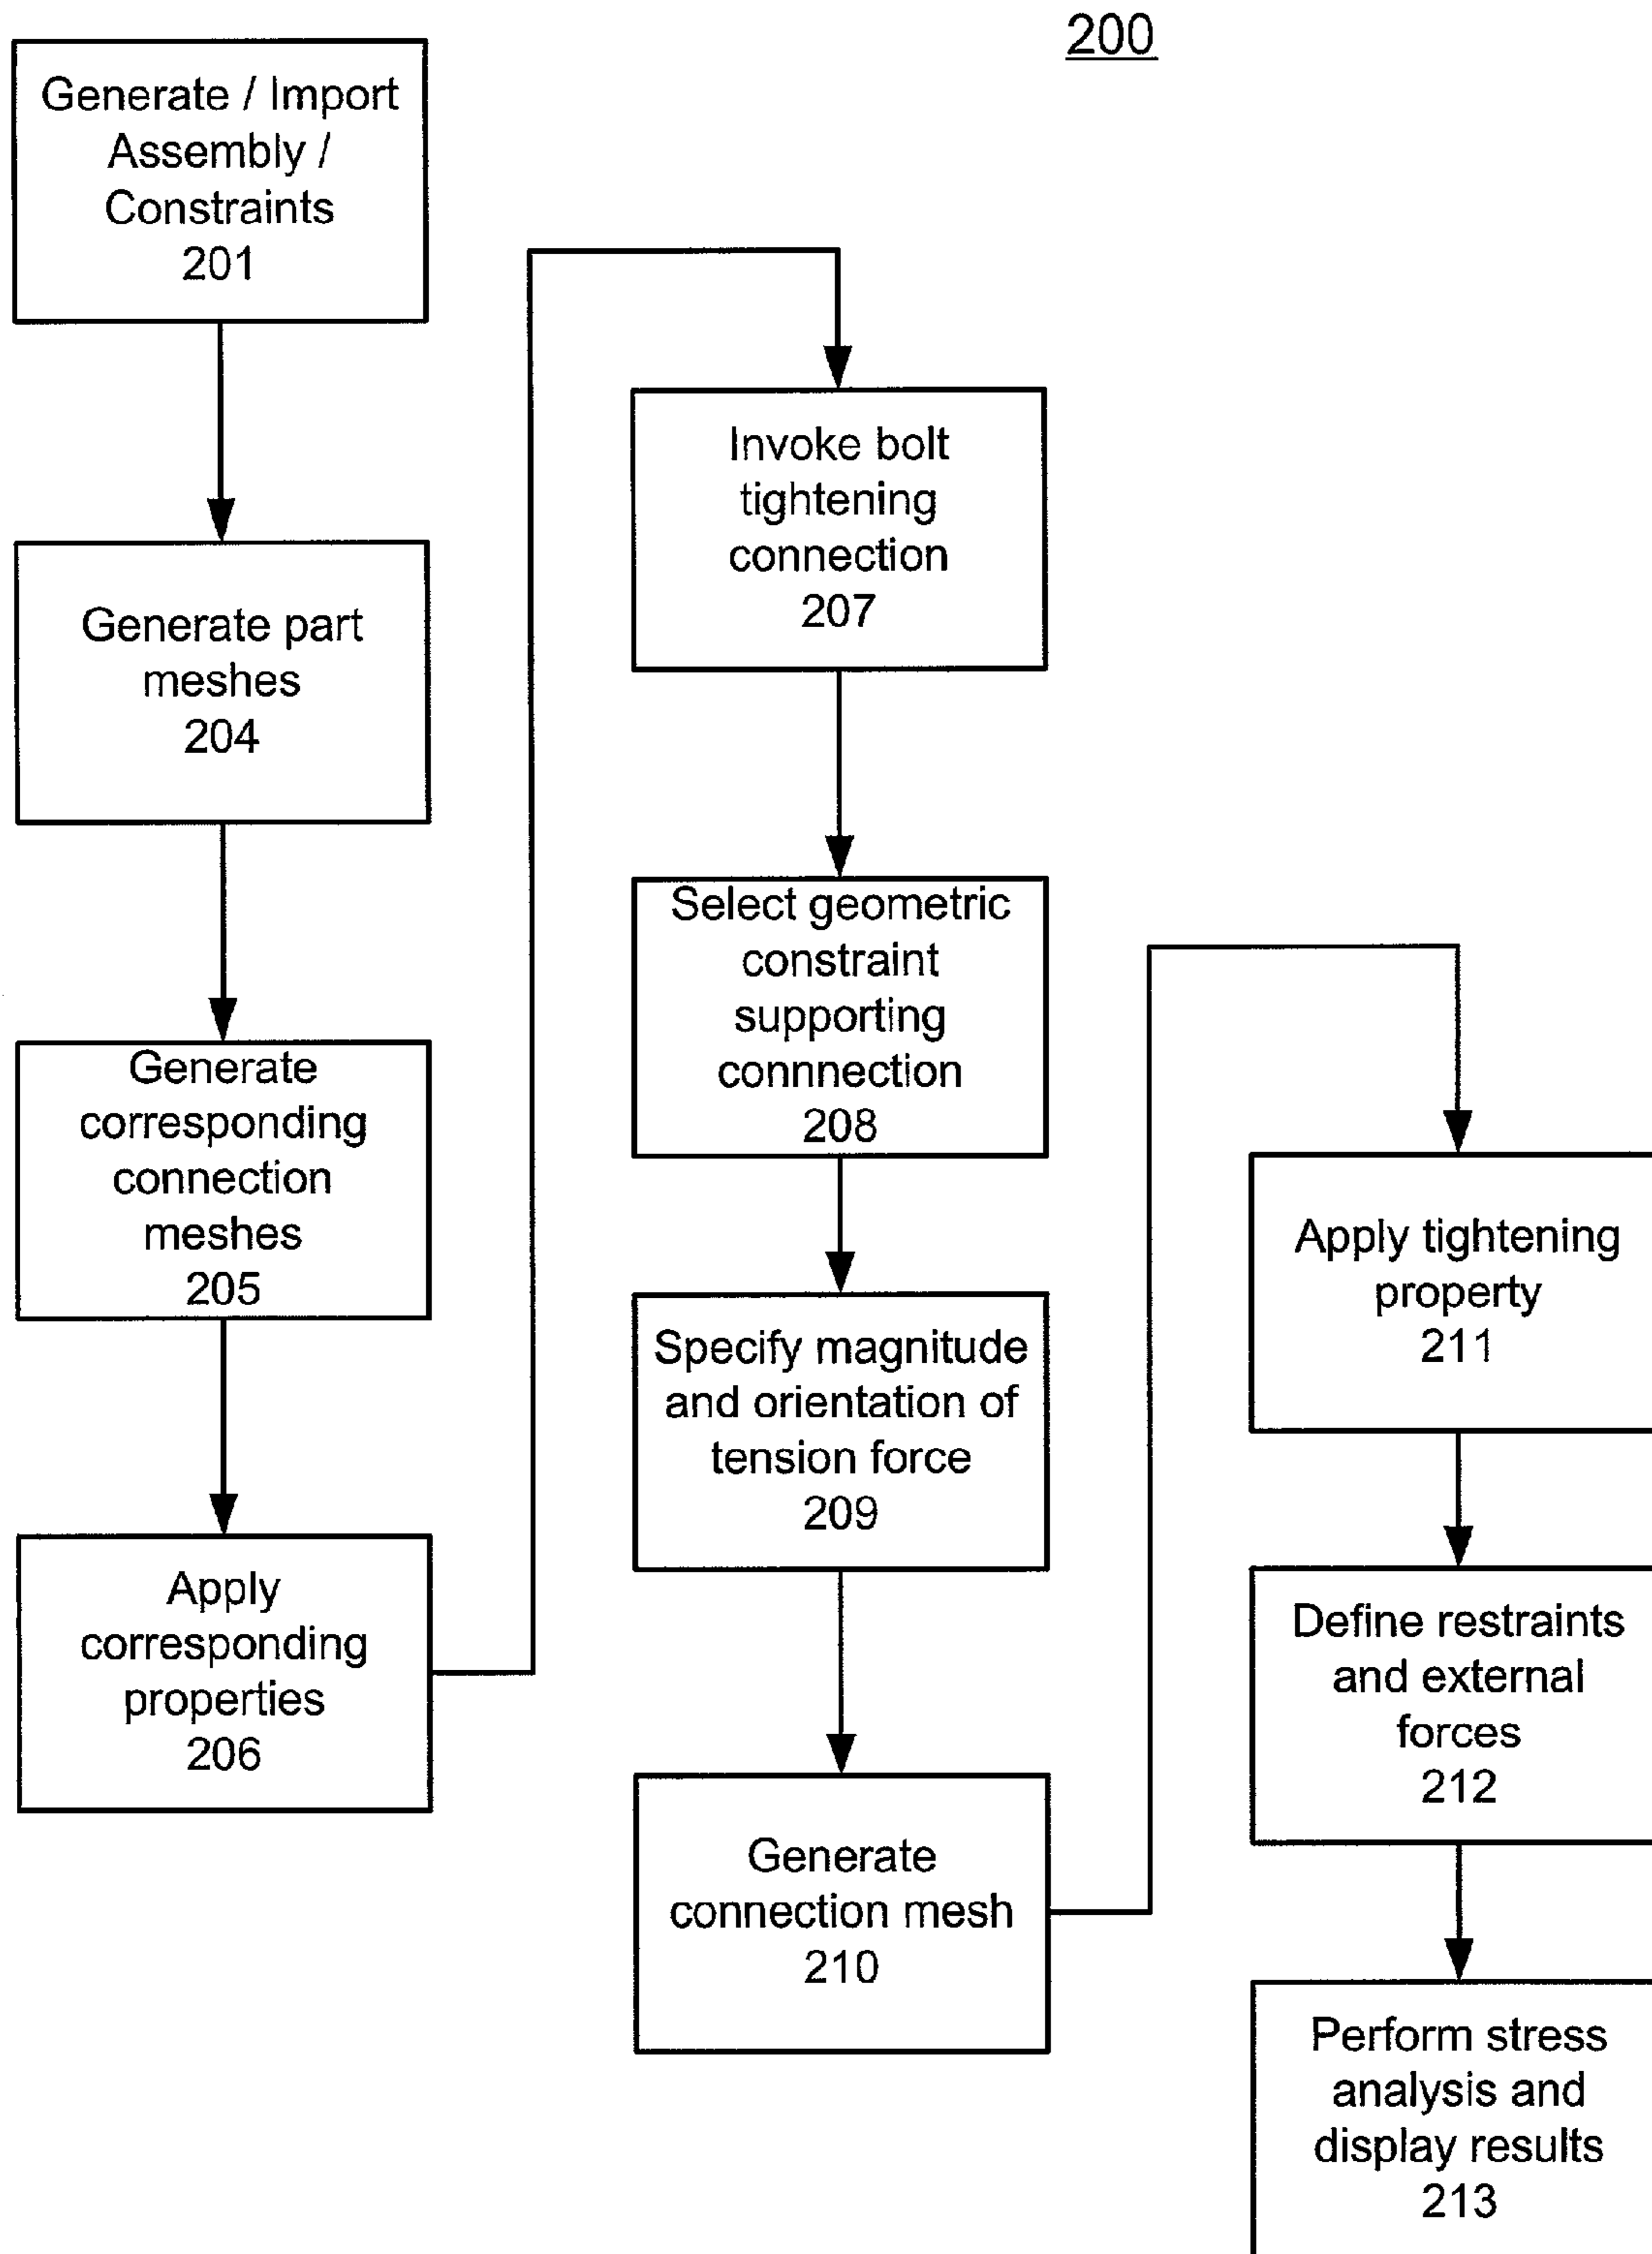 200
Generate / Import
Assembly /
Constraints
201
Generate part
meshes
204
Generate
corresponding
connection
meshes
205
Apply
corresponding
properties
206
Invoke bolt
tightening
connection
207
Select geometric
constraint
supporting
connnection
208
Specify magnitude
and orientation of
tension force
209
Generate
connection mesh
210
Apply tightening
property
211
Define restraints
and external
forces
212
Perform stress
analysis and
display results
213